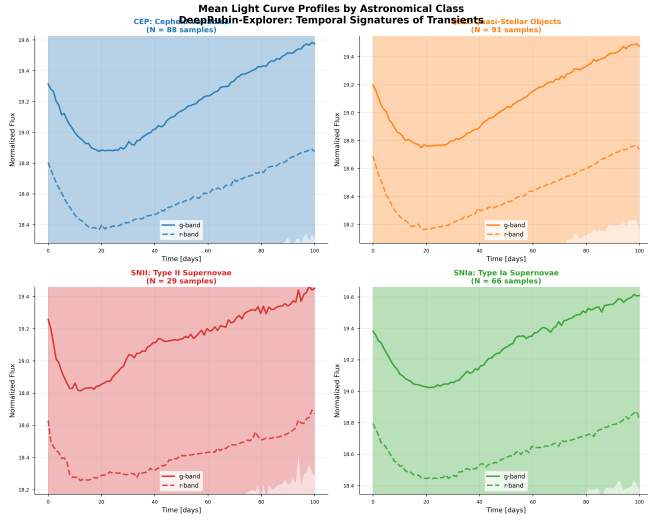 Mean Light Curve Profiles by Astronomical Class
DeepRubin-Explorer: Temporal Signatures of Transients
CEP:
(N = 88 samples)
Quasi-Stellar Objects
(N = 91 samples)
Normalized Flux
19.6
19.4
19.2
19.0
18.8
18.6
18.4
g-band
r-band
0
20
40
60
80
100
Time [days]
Normalized Flux
19.4
19.2
19.0
18.8
18.6
18.4
18.2
g-band
r-band
0
20
40
60
80
100
Time [days]
SNII: Type II Supernovae
(N = 29 samples)
Normalized Flux
19.4
19.2
19.0
18.8
18.6
18.4
18.2
g-band
r-band
0
20
40
60
80
100
Time [days]
SNIa: Type Ia Supernovae
(N = 66 samples)
Normalized Flux
19.6
19.4
19.2
19.0
18.8
18.6
18.4
g-band
r-band
0
20
40
60
80
100
Time [days]